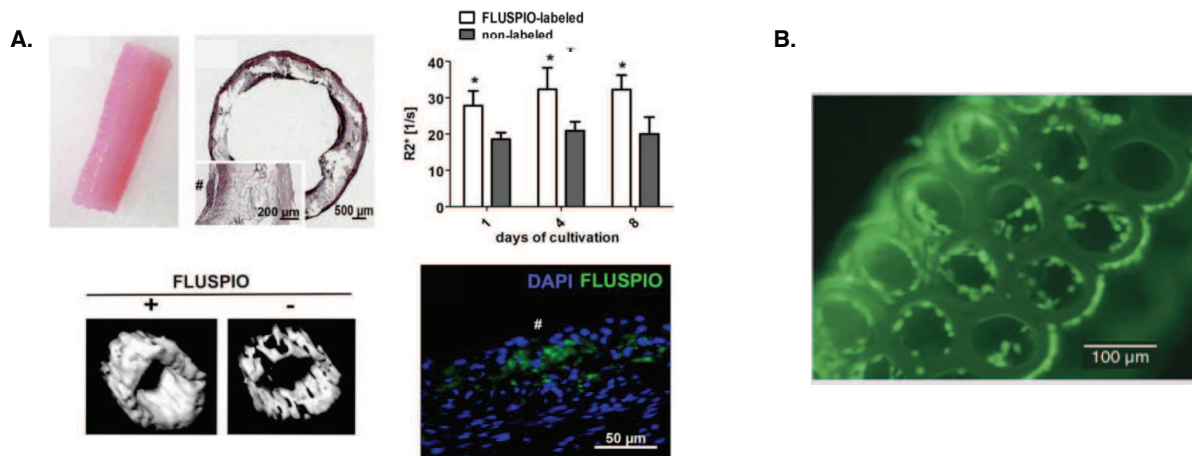 A.
FLUSPIO-labeled
non-labeled
B.
R2* [1/s]
40
30
20
10
0
*
*
*
1
4
8
days of cultivation
#
200 µm
500 µm
FLUSPIO
+
-
DAPI FLUSPIO
#
50 µm
100 µm